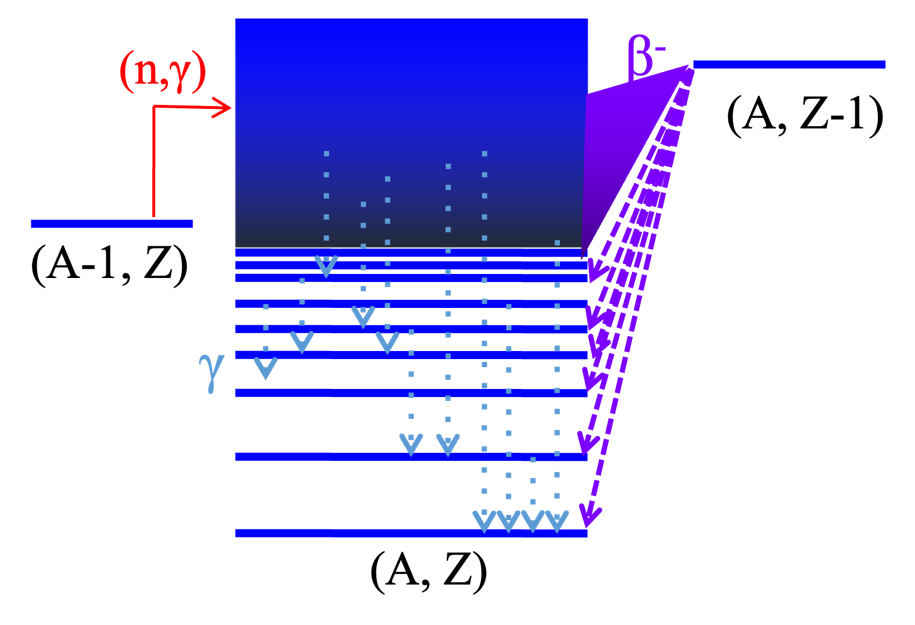 (n,γ)
β-
(A, Z-1)
(A-1, Z)
γ
(A, Z)